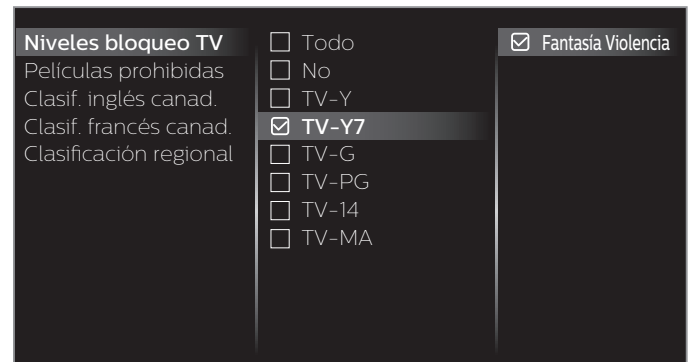 Niveles bloqueo TV
Películas prohibidas
Clasif. inglés canad.
Clasif. francés canad.
Clasificación regional
Todo
No
TV-Y
TV-Y7
TV-G
TV-PG
TV-14
TV-MA
Fantasía Violencia